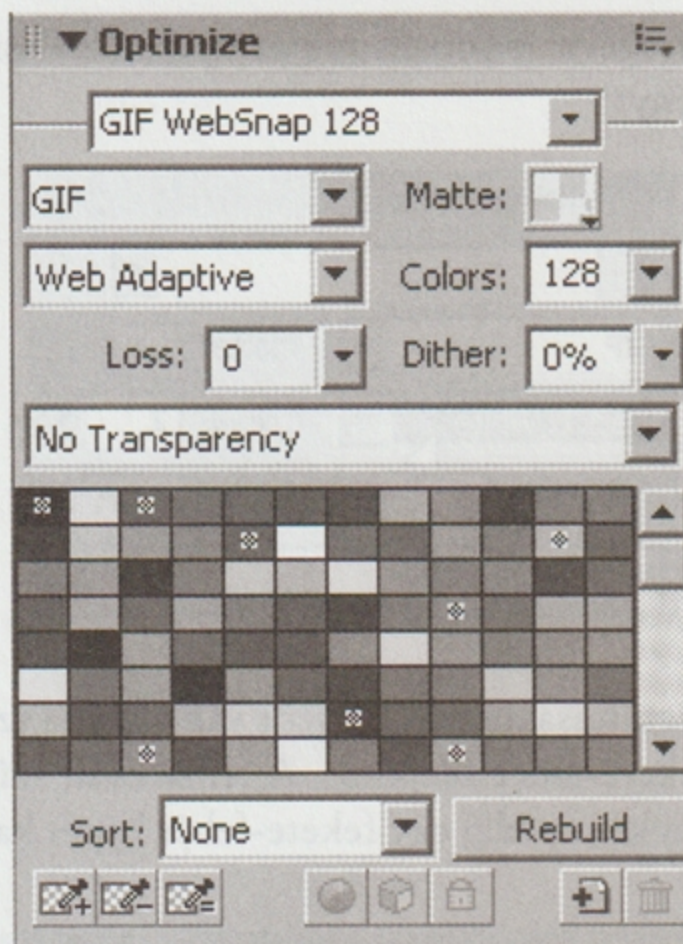 Optimize
GIF WebSnap 128
GIF Matte:
Web Adaptive Colors: 128
Loss: 0 Dither: 0%
No Transparency
Sort: None Rebuild
fekete-